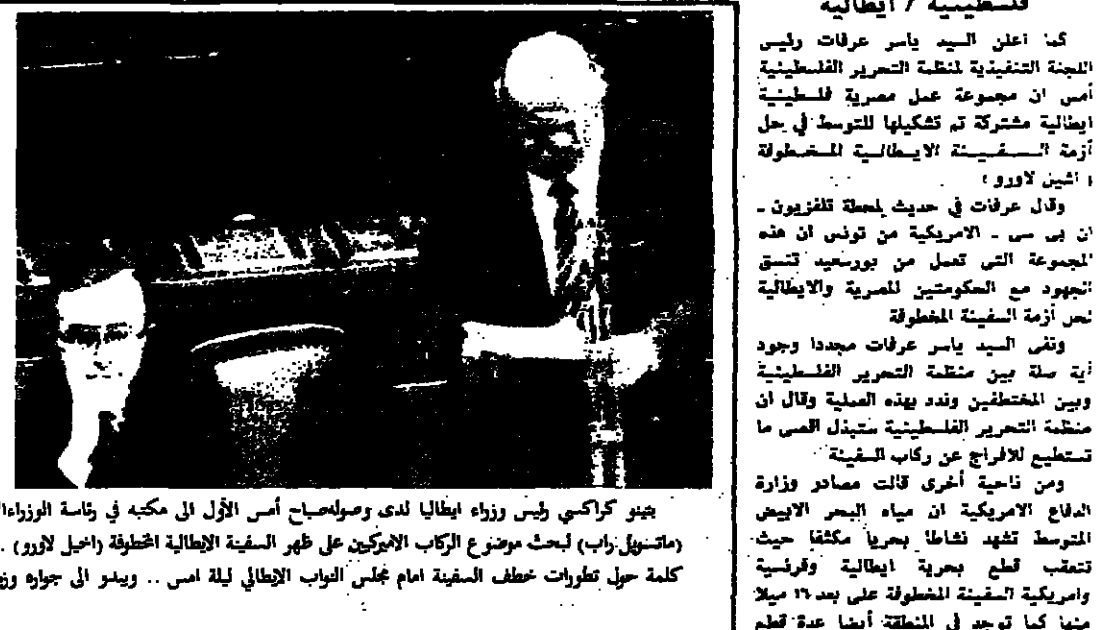 فلسطينية / ايطالية
كما اعلن السيد ياسر عرفات رئيس
اللجنة التنفيذية لمنظمة التحرير الفلسطينية
أمس ان مجموعة عمل مصرية فلسطينية
ايطالية مشتركة تم تشكيلها للتوسط في حل
أزمة السفينة الايطالية المخطوفة
« اشيل لاورو »
وقال عرفات في حديث لمحطة تلفزيون -
ان بي سي - الامريكية من تونس ان هذه
المجموعة التي تعمل من بورسعيد تنسق
الجهود مع الحكومتين المصرية والايطالية
لحل أزمة السفينة المخطوفة
ونفى السيد ياسر عرفات مجددا وجود
أية صلة بين منظمة التحرير الفلسطينية
وبين المختطفين وندد بهذه العملية وقال ان
منظمة التحرير الفلسطينية ستبذل اقصى ما
تستطيع للافراج عن ركاب السفينة
ومن ناحية أخرى قالت مصادر وزارة
الدفاع الامريكية ان مياه البحر الابيض
المتوسط تشهد نشاطا بحريا مكثفا حيث
تتعقب قطع بحرية ايطالية وفرنسية
وامريكية السفينة المخطوفة على بعد ١٦ ميلا
منها كما توجد في المنطقة أيضا عدة قطع
بتينو كراكسي رئيس وزراء ايطاليا لدى وصوله صباح أمس الأول الى مكتبه في رئاسة الوزراء
(ماتسويل راب) لبحث موضوع الركاب الاميركيين على ظهر السفينة الايطالية المخطوفة (اخيل لاورو) .
كلمة حول تطورات خطف السفينة امام مجلس النواب الايطالي ليلة امس .. ويبدو الى جواره